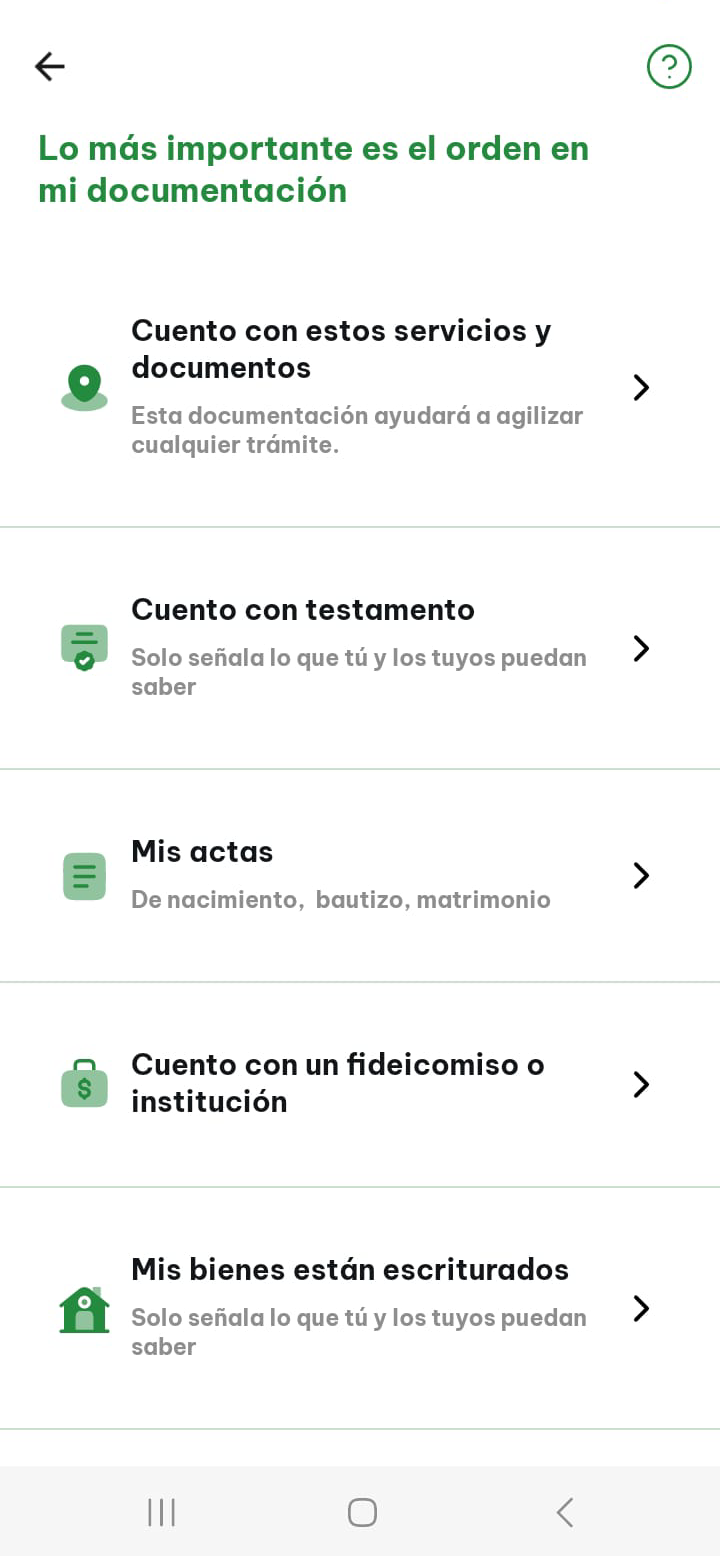 Lo más importante es el orden en
mi documentación
Cuento con estos servicios y
documentos
Esta documentación ayudará a agilizar
cualquier trámite.
Cuento con testamento
Solo señala lo que tú y los tuyos puedan
saber
Mis actas
De nacimiento,  bautizo, matrimonio
Cuento con un fideicomiso o
institución
$
Mis bienes están escriturados
Solo señala lo que tú y los tuyos puedan
saber